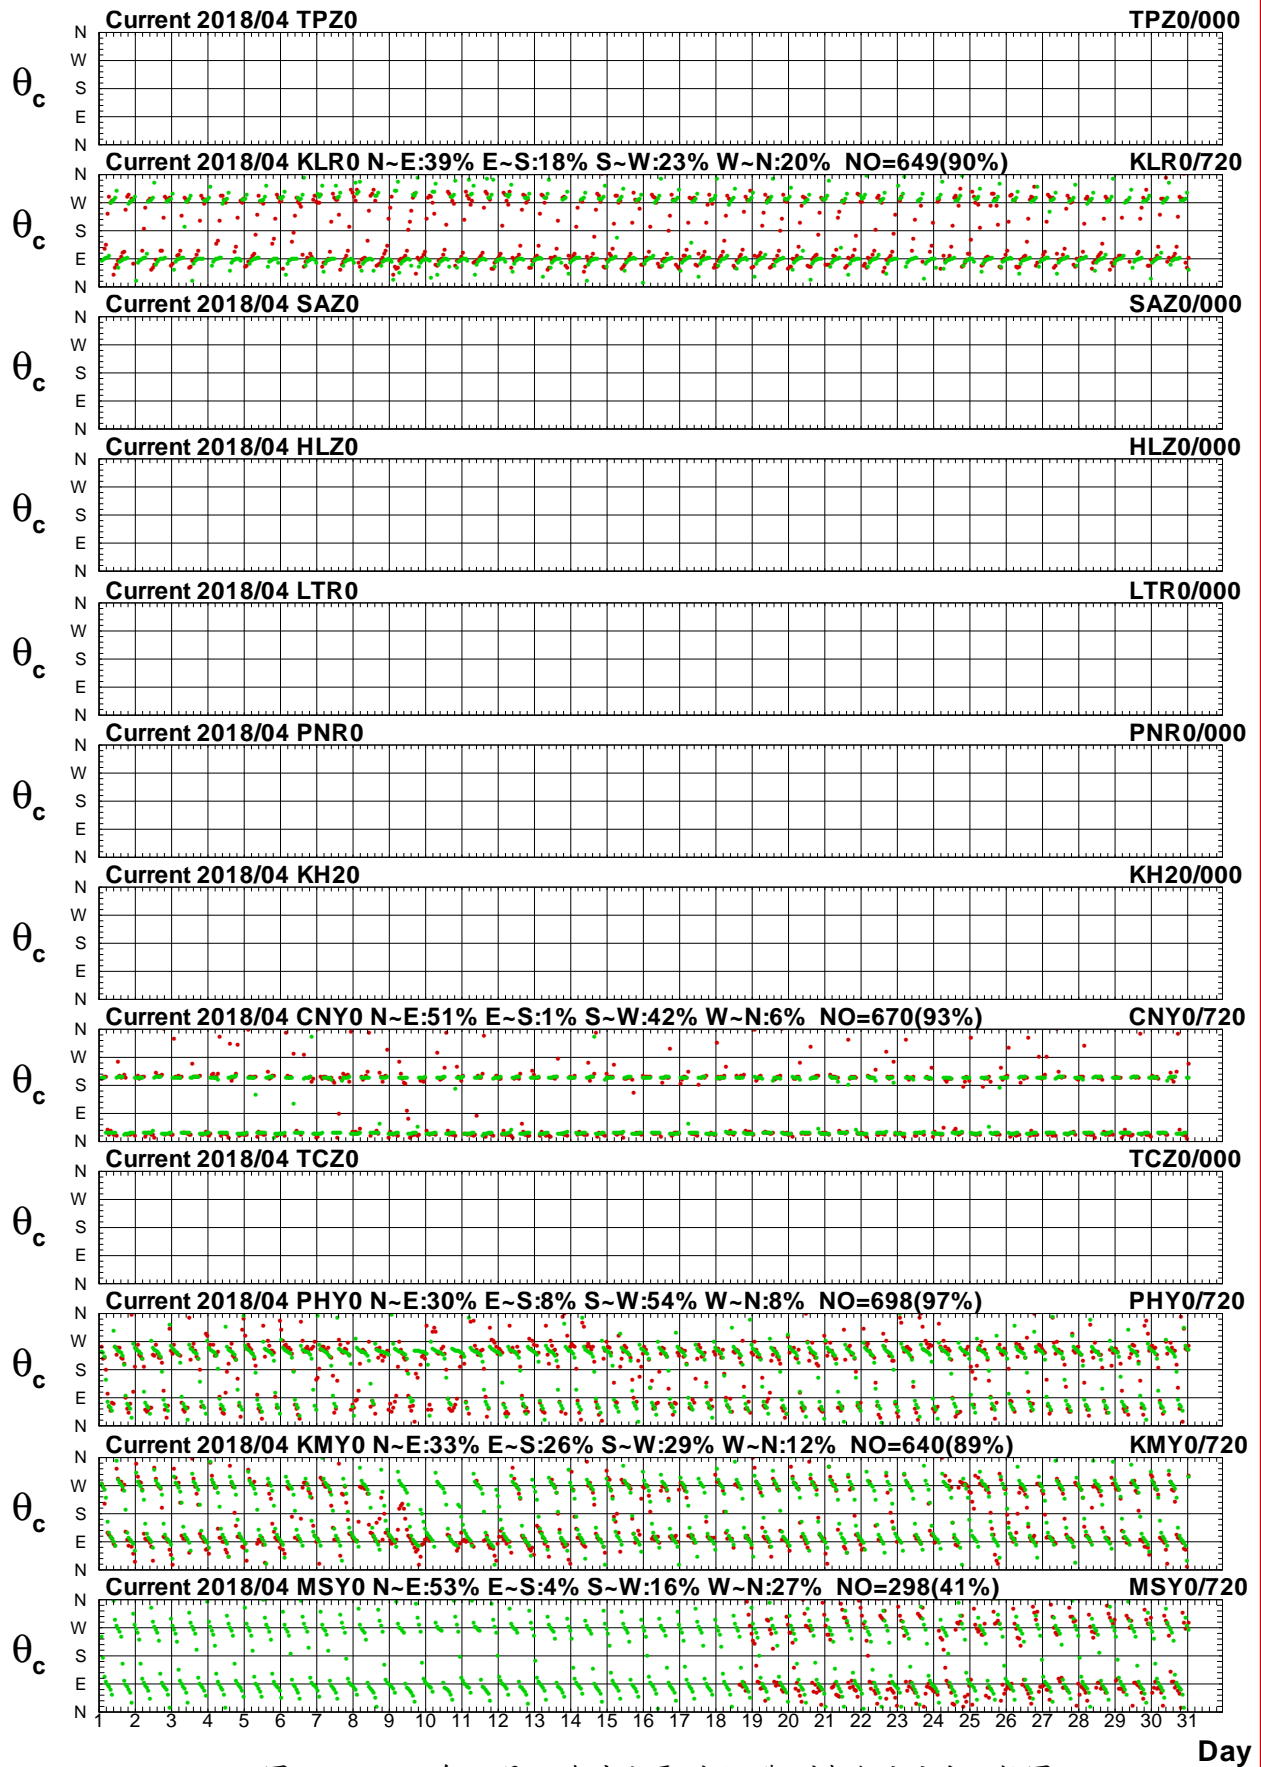 Current 2018/04 TPZ0 TPZ0/000
N
W
θc S
E
N
Current 2018/04 KLR0 N~E:39% E~S:18% S~W:23% W~N:20% NO=649(90%) KLR0/720
N
W
θc S
E
N
Current 2018/04 SAZ0 SAZ0/000
N
W
θc S
E
N
Current 2018/04 HLZ0 HLZ0/000
N
W
θc S
E
N
Current 2018/04 LTR0 LTR0/000
N
W
θc S
E
N
Current 2018/04 PNR0 PNR0/000
N
W
θc S
E
N
Current 2018/04 KH20 KH20/000
N
W
θc S
E
N
Current 2018/04 CNY0 N~E:51% E~S:1% S~W:42% W~N:6% NO=670(93%) CNY0/720
N
W
θc S
E
N
Current 2018/04 TCZ0 TCZ0/000
N
W
θc S
E
N
Current 2018/04 PHY0 N~E:30% E~S:8% S~W:54% W~N:8% NO=698(97%) PHY0/720
N
W
θc S
E
N
Current 2018/04 KMY0 N~E:33% E~S:26% S~W:29% W~N:12% NO=640(89%) KMY0/720
N
W
θc S
E
N
Current 2018/04 MSY0 N~E:53% E~S:4% S~W:16% W~N:27% NO=298(41%) MSY0/720
N
W
θc S
E
N
1 2 3 4 5 6 7 8 9 10 11 12 13 14 15 16 17 18 19 20 21 22 23 24 25 26 27 28 29 30 31
Day